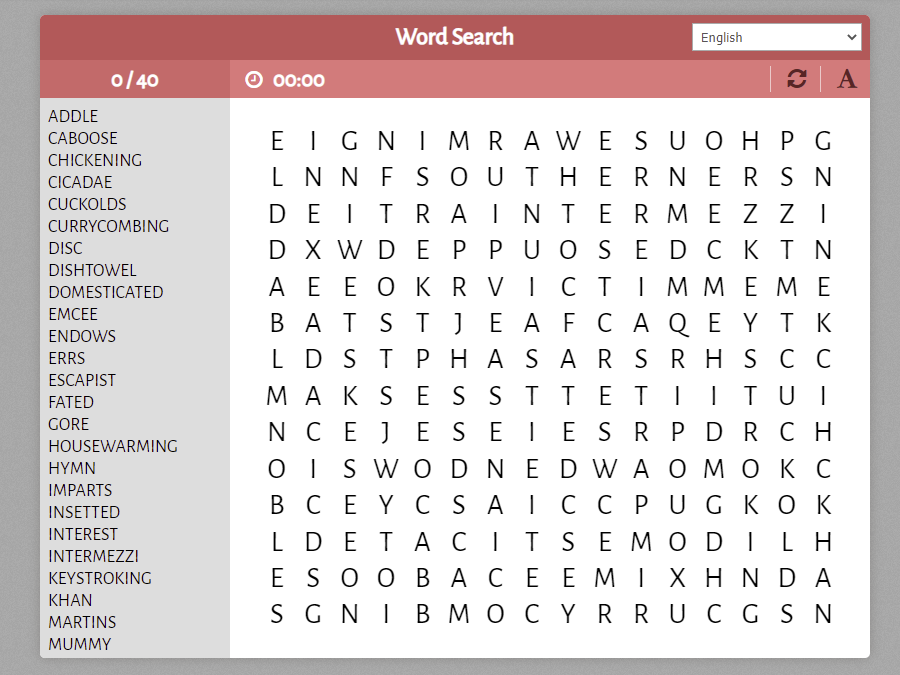 Word Search
English
0 / 40
00:00
A
ADDLE
CABOOSE
CHICKENING
CICADAE
CUCKOLDS
CURRYCOMBING
DISC
DISHTOWEL
DOMESTICATED
EMCEE
ENDOWS
ERRS
ESCAPIST
FATED
GORE
HOUSEWARMING
HYMN
IMPARTS
INSETTED
INTEREST
INTERMEZZI
KEYSTROKING
KHAN
MARTINS
MUMMY
E I G N I M R A W E S U O H P G
L N N F S O U T H E R N E R S N
D E I T R A I N T E R M E Z Z I
D X W D E P P U O S E D C K T N
A E E O K R V I C T I M M E M E
B A T S T J E A F C A Q E Y T K
L D S T P H A S A R S R H S C C
M A K S E S S T T E T I I T U I
N C E J E S E I E S R P D R C H
O I S W O D N E D W A O M O K C
B C E Y C S A I C C P U G K O K
L D E T A C I T S E M O D I L H
E S O O B A C E E M I X H N D A
S G N I B M O C Y R R U C G S N